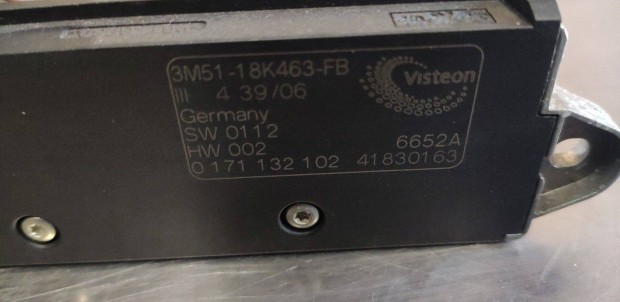 3M51-18K463-FB
Visteon
4 39/06
Germany
SW 0112
HW 002 6652A
0 171 132 102 41830163